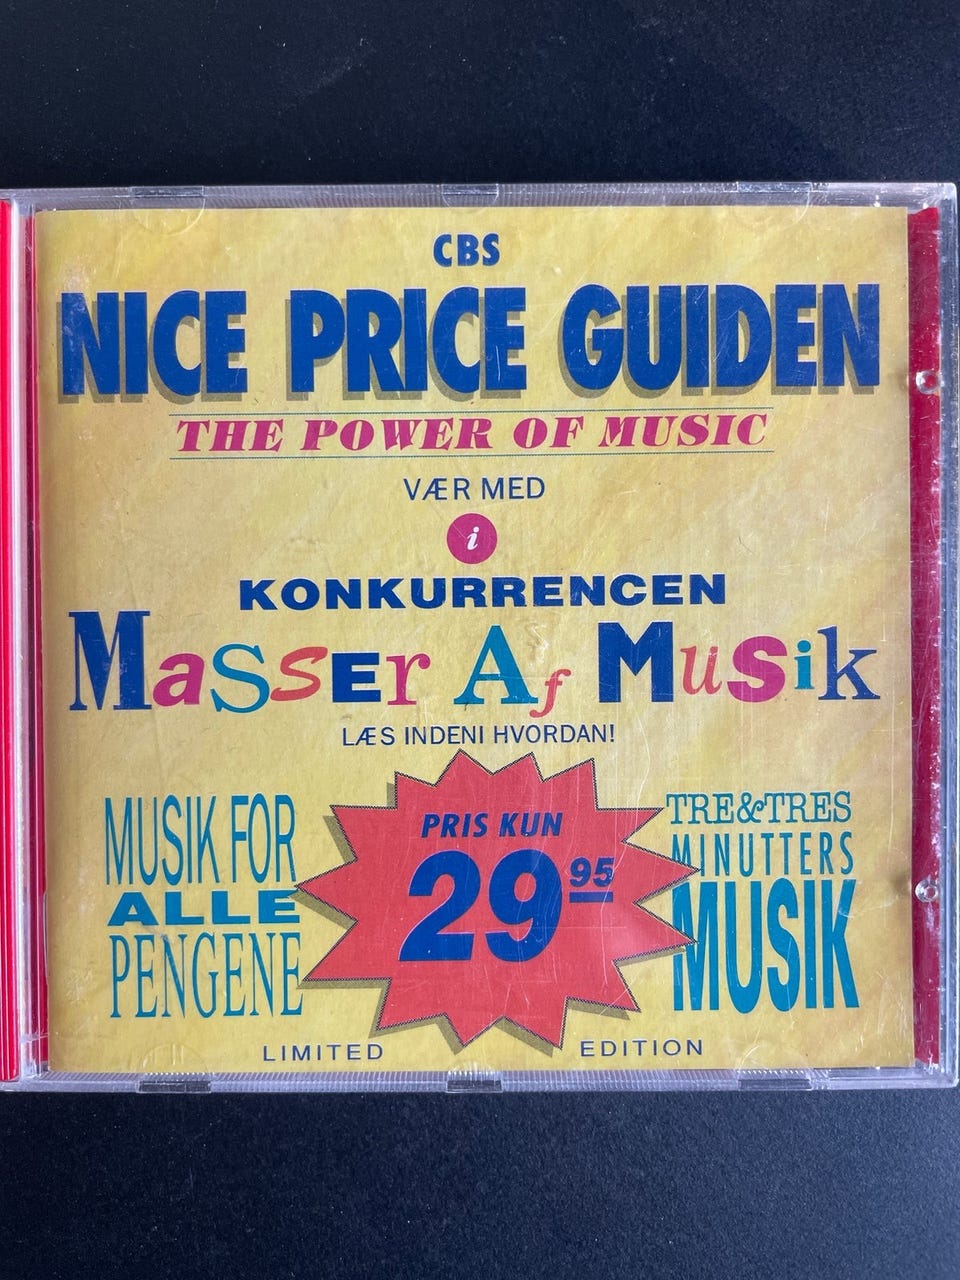 CBS
NICE PRICE GUIDEN
THE POWER OF MUSIC
VÆR MED
i
KONKURRENCEN
MaSSER Af MuSik
LÆS INDENI HVORDAN!
MUSIK FOR
ALLE
PENGENE
PRIS KUN
29 95
TRE&TRES
MINUTTERS
MUSIK
LIMITED EDITION